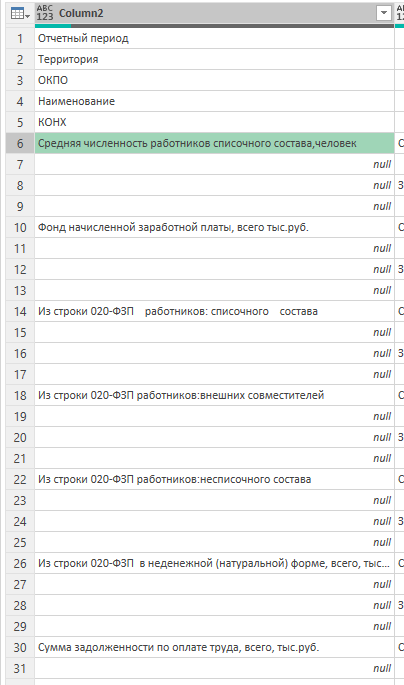 ABC
123
Column2
ABC
123
1 Отчетный период
2 Территория
3 ОКПО
4 Наименование
5 КОНХ
6 Средняя численность работников списочного состава,человек О
7 null
8 null З
9 null
10 Фонд начисленной заработной платы, всего тыс.руб. О
11 null
12 null З
13 null
14 Из строки 020-ФЗП работников: списочного состава О
15 null
16 null З
17 null
18 Из строки 020-ФЗП работников:внешних совместителей О
19 null
20 null З
21 null
22 Из строки 020-ФЗП работников:несписочного состава О
23 null
24 null З
25 null
26 Из строки 020-ФЗП в неденежной (натуральной) форме, всего, тыс... О
27 null
28 null З
29 null
30 Сумма задолженности по оплате труда, всего, тыс.руб. О
31 null